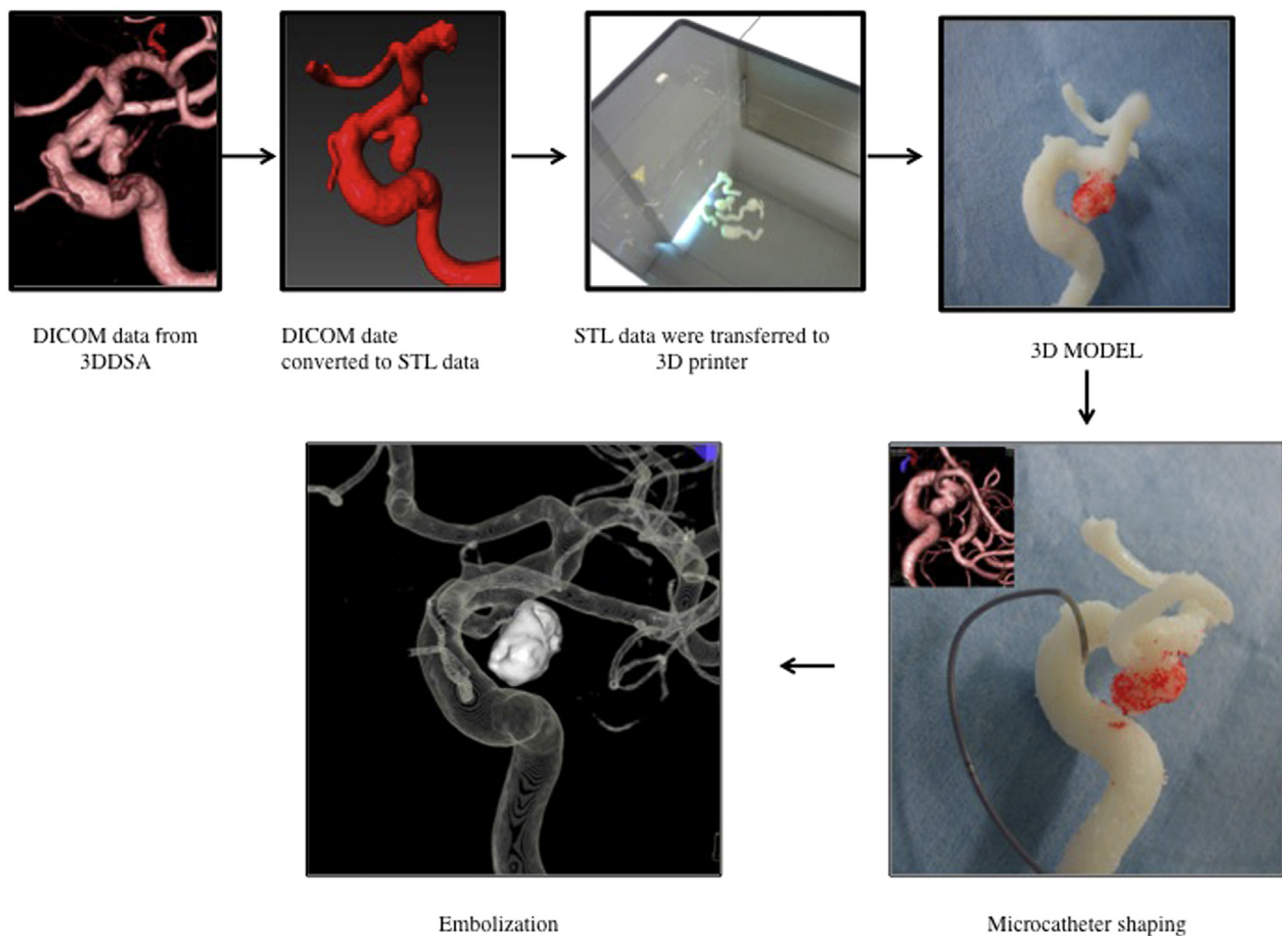 DICOM data from
3DDSA
DICOM date
converted to STL data
STL data were transferred to
3D printer
3D MODEL
Embolization
Microcatheter shaping